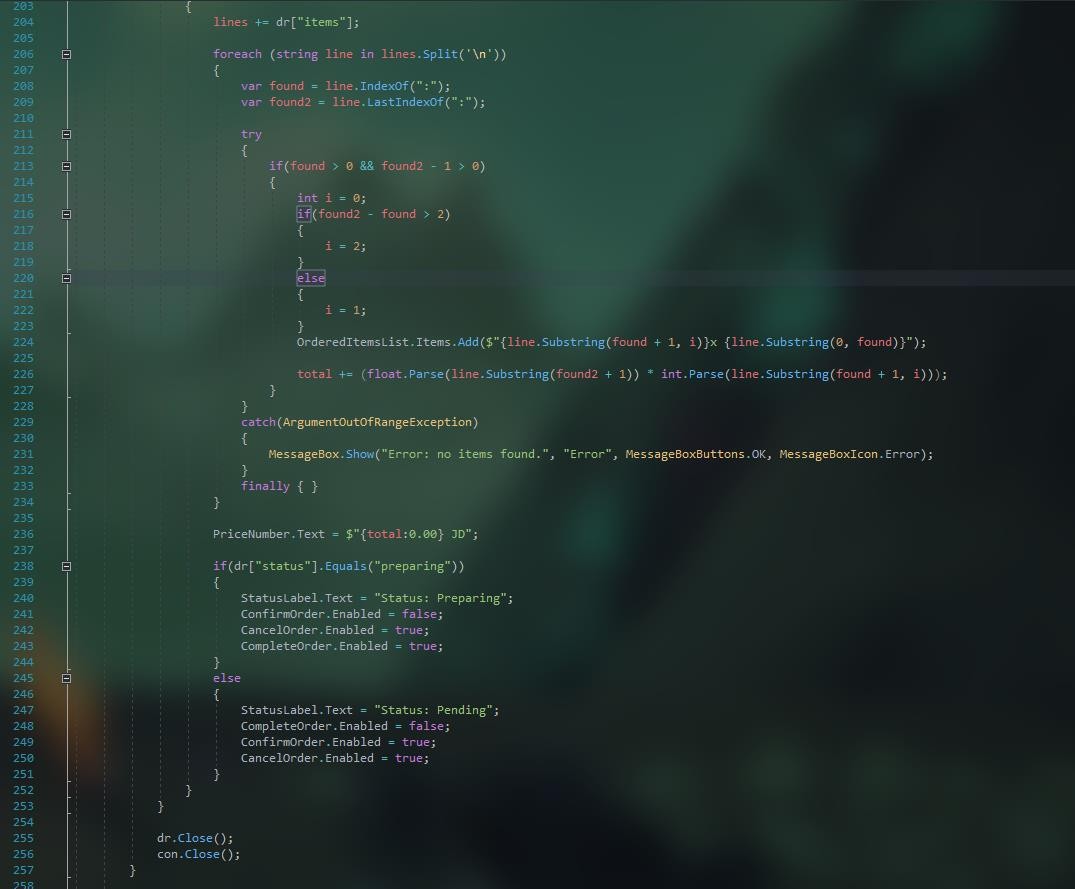 203 {
204 lines += dr["items"];
205
206 foreach (string line in lines.Split('\n'))
207 {
208 var found = line.IndexOf(":");
209 var found2 = line.LastIndexOf(":");
210
211 try
212 {
213 if(found > 0 && found2 - 1 > 0)
214 {
215 int i = 0;
216 if(found2 - found > 2)
217 {
218 i = 2;
219 }
220 else
221 {
222 i = 1;
223 }
224 OrderedItemsList.Items.Add($"{line.Substring(found + 1, i)}x {line.Substring(0, found)}");
225
226 total += (float.Parse(line.Substring(found2 + 1)) * int.Parse(line.Substring(found + 1, i)));
227 }
228 }
229 catch(ArgumentOutOfRangeException)
230 {
231 MessageBox.Show("Error: no items found.", "Error", MessageBoxButtons.OK, MessageBoxIcon.Error);
232 }
233 finally { }
234 }
235
236 PriceNumber.Text = $"{total:0.00} JD";
237
238 if(dr["status"].Equals("preparing"))
239 {
240 StatusLabel.Text = "Status: Preparing";
241 ConfirmOrder.Enabled = false;
242 CancelOrder.Enabled = true;
243 CompleteOrder.Enabled = true;
244 }
245 else
246 {
247 StatusLabel.Text = "Status: Pending";
248 CompleteOrder.Enabled = false;
249 ConfirmOrder.Enabled = true;
250 CancelOrder.Enabled = true;
251 }
252 }
253 }
254
255 dr.Close();
256 con.Close();
257 }
258